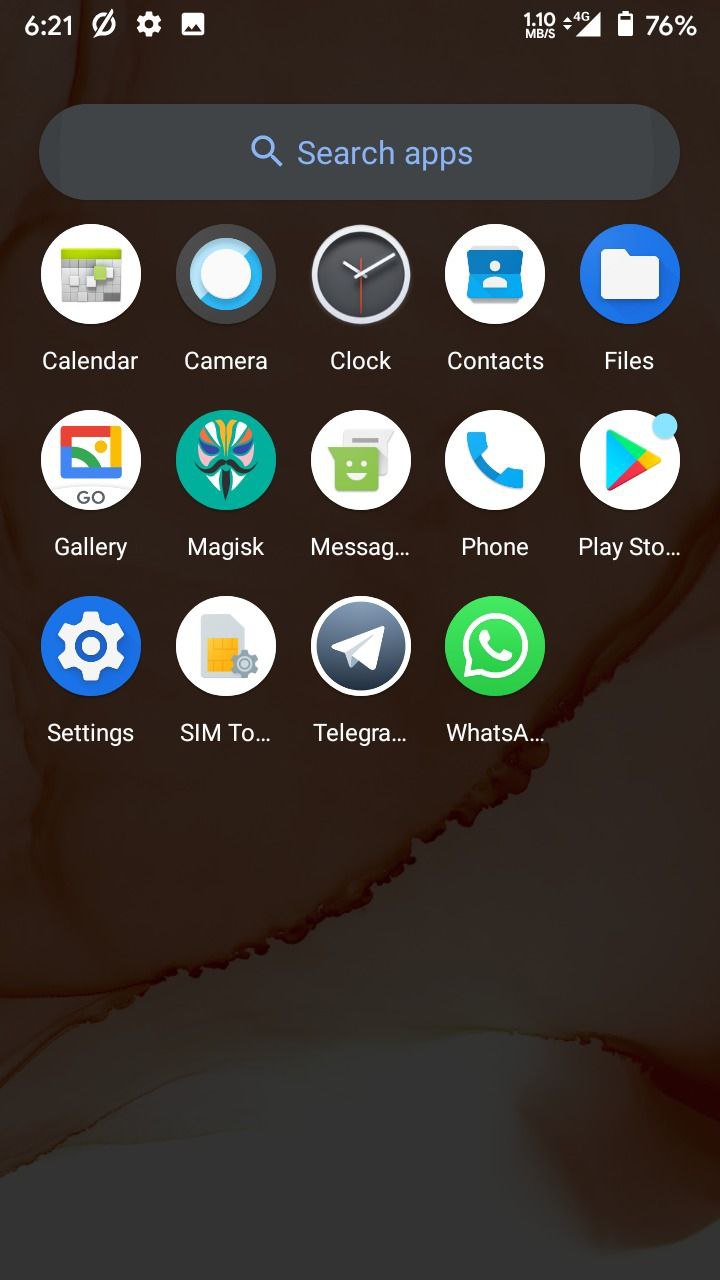 6:21 1.10 MB/S 4G 76%
Search apps
Calendar Camera Clock Contacts Files
GO
Gallery Magisk Messag... Phone Play Sto...
Settings SIM To... Telegra... WhatsA...